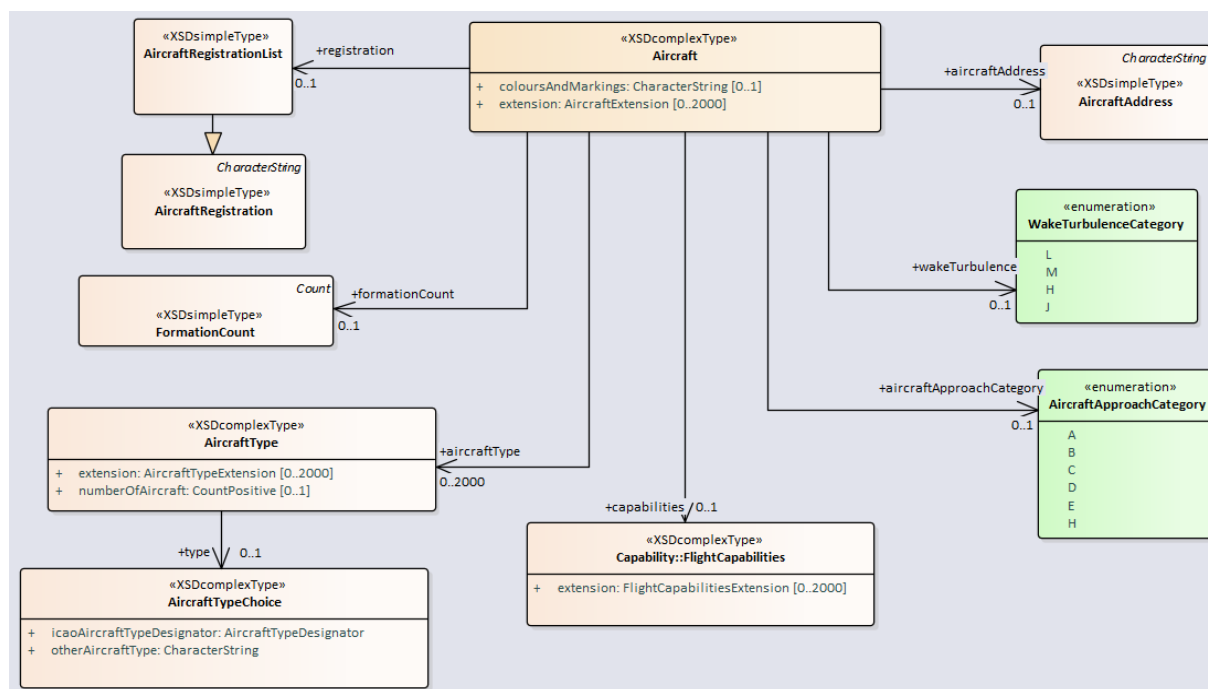 «XSDsimpleType»
AircraftRegistrationList
+registration
0..1
«XSDcomplexType»
Aircraft
+ coloursAndMarkings: CharacterString [0..1]
+ extension: AircraftExtension [0..2000]
+aircraftAddress
0..1
CharacterString
«XSDsimpleType»
AircraftAddress
CharacterString
«XSDsimpleType»
AircraftRegistration
«enumeration»
WakeTurbulenceCategory
L
M
H
J
+wakeTurbulence
0..1
Count
«XSDsimpleType»
FormationCount
+formationCount
0..1
+aircraftApproachCategory
0..1
«enumeration»
AircraftApproachCategory
A
B
C
D
E
H
«XSDcomplexType»
AircraftType
+ extension: AircraftTypeExtension [0..2000]
+ numberOfAircraft: CountPositive [0..1]
+aircraftType
0..2000
+capabilities
0..1
«XSDcomplexType»
Capability::FlightCapabilities
+ extension: FlightCapabilitiesExtension [0..2000]
+type
0..1
«XSDcomplexType»
AircraftTypeChoice
+ icaoAircraftTypeDesignator: AircraftTypeDesignator
+ otherAircraftType: CharacterString